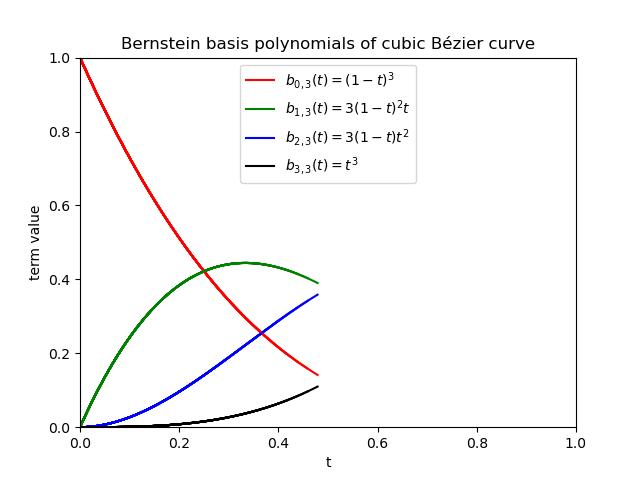 Bernstein basis polynomials of cubic Bézier curve
b₀,₃(t) = (1 − t)³
b₁,₃(t) = 3(1 − t)²t
b₂,₃(t) = 3(1 − t)t²
b₃,₃(t) = t³
term value
1.0
0.8
0.6
0.4
0.2
0.0
0.0 0.2 0.4 0.6 0.8 1.0
t